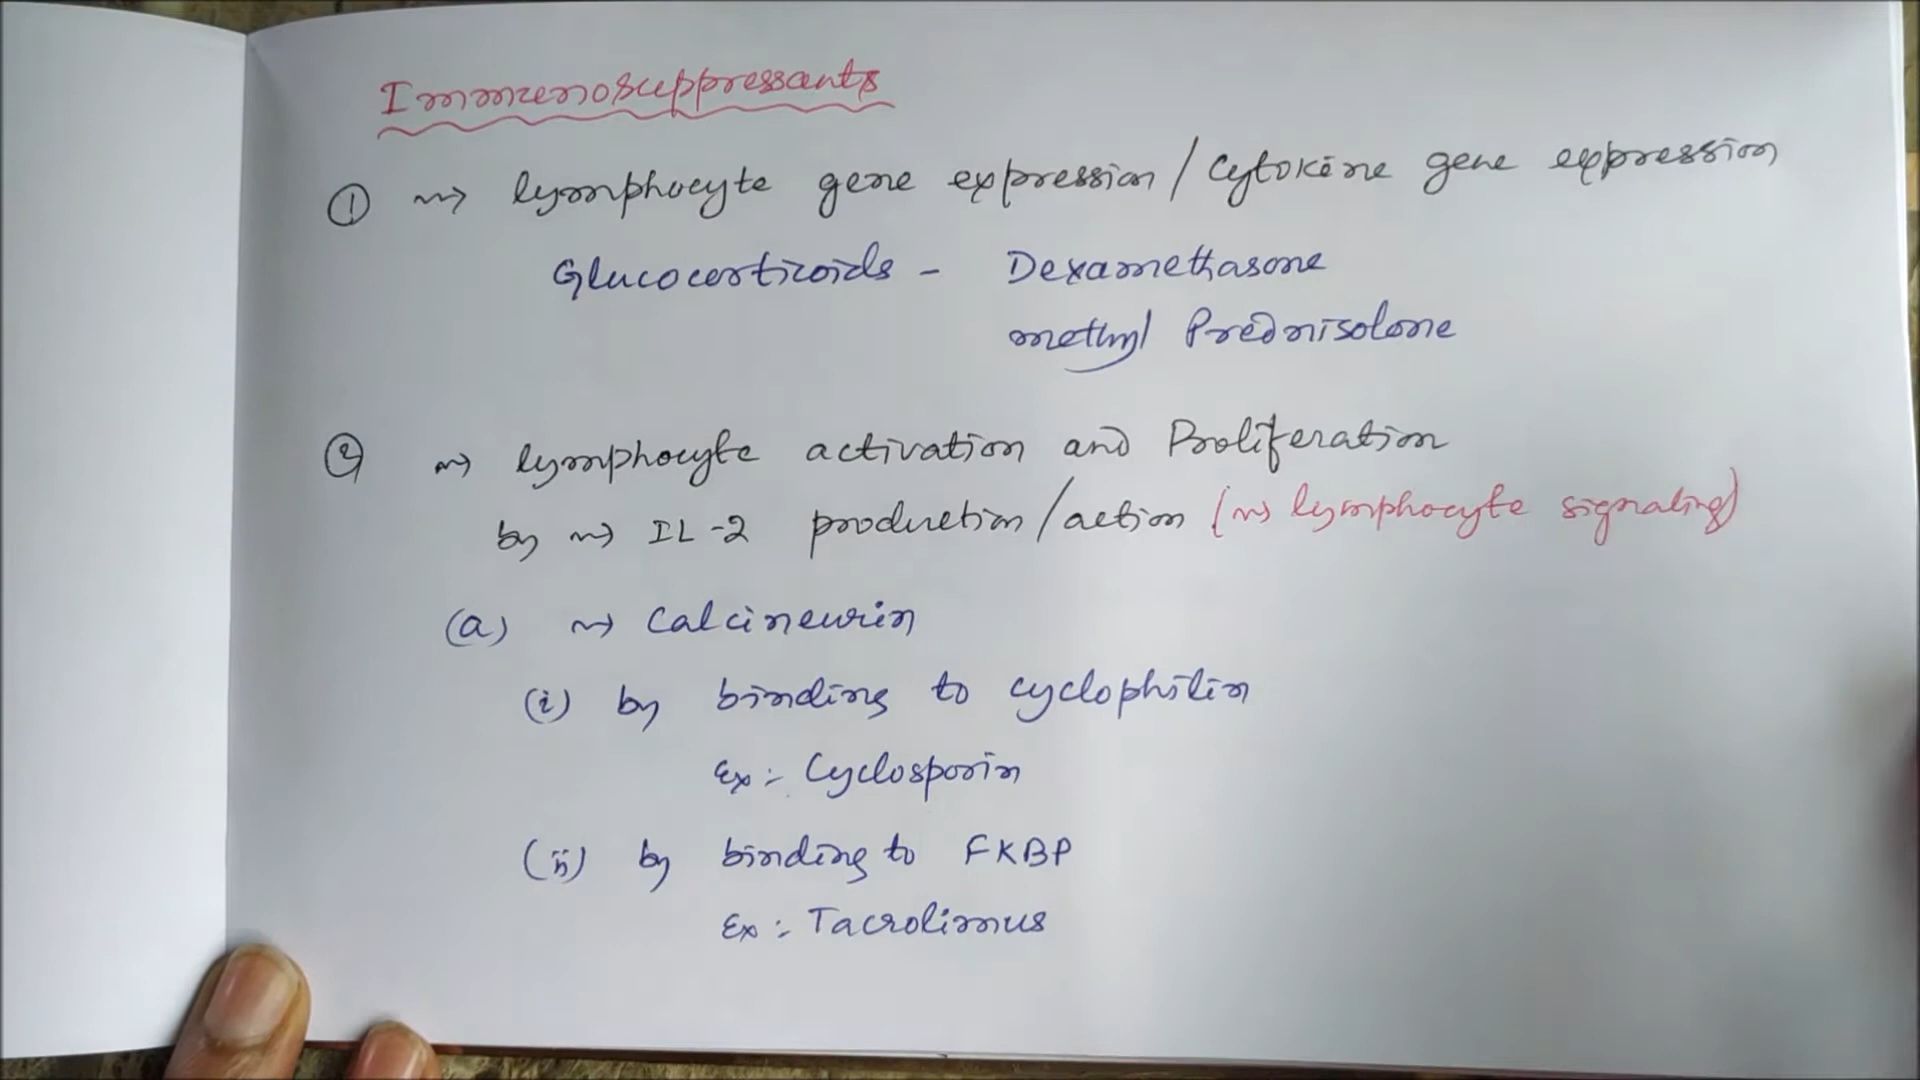 Immunosuppressants
① ⇝ lymphocyte gene expression / Cytokine gene expression
Glucocorticoids - Dexamethasone
methyl Prednisolone
② ⇝ lymphocyte activation and Proliferation
by ⇝ IL-2 production/action (⇝ lymphocyte signaling)
(a) ⇝ Calcineurin
(i) by binding to cyclophilin
Ex :- Cyclosporin
(ii) by binding to FKBP
Ex :- Tacrolimus